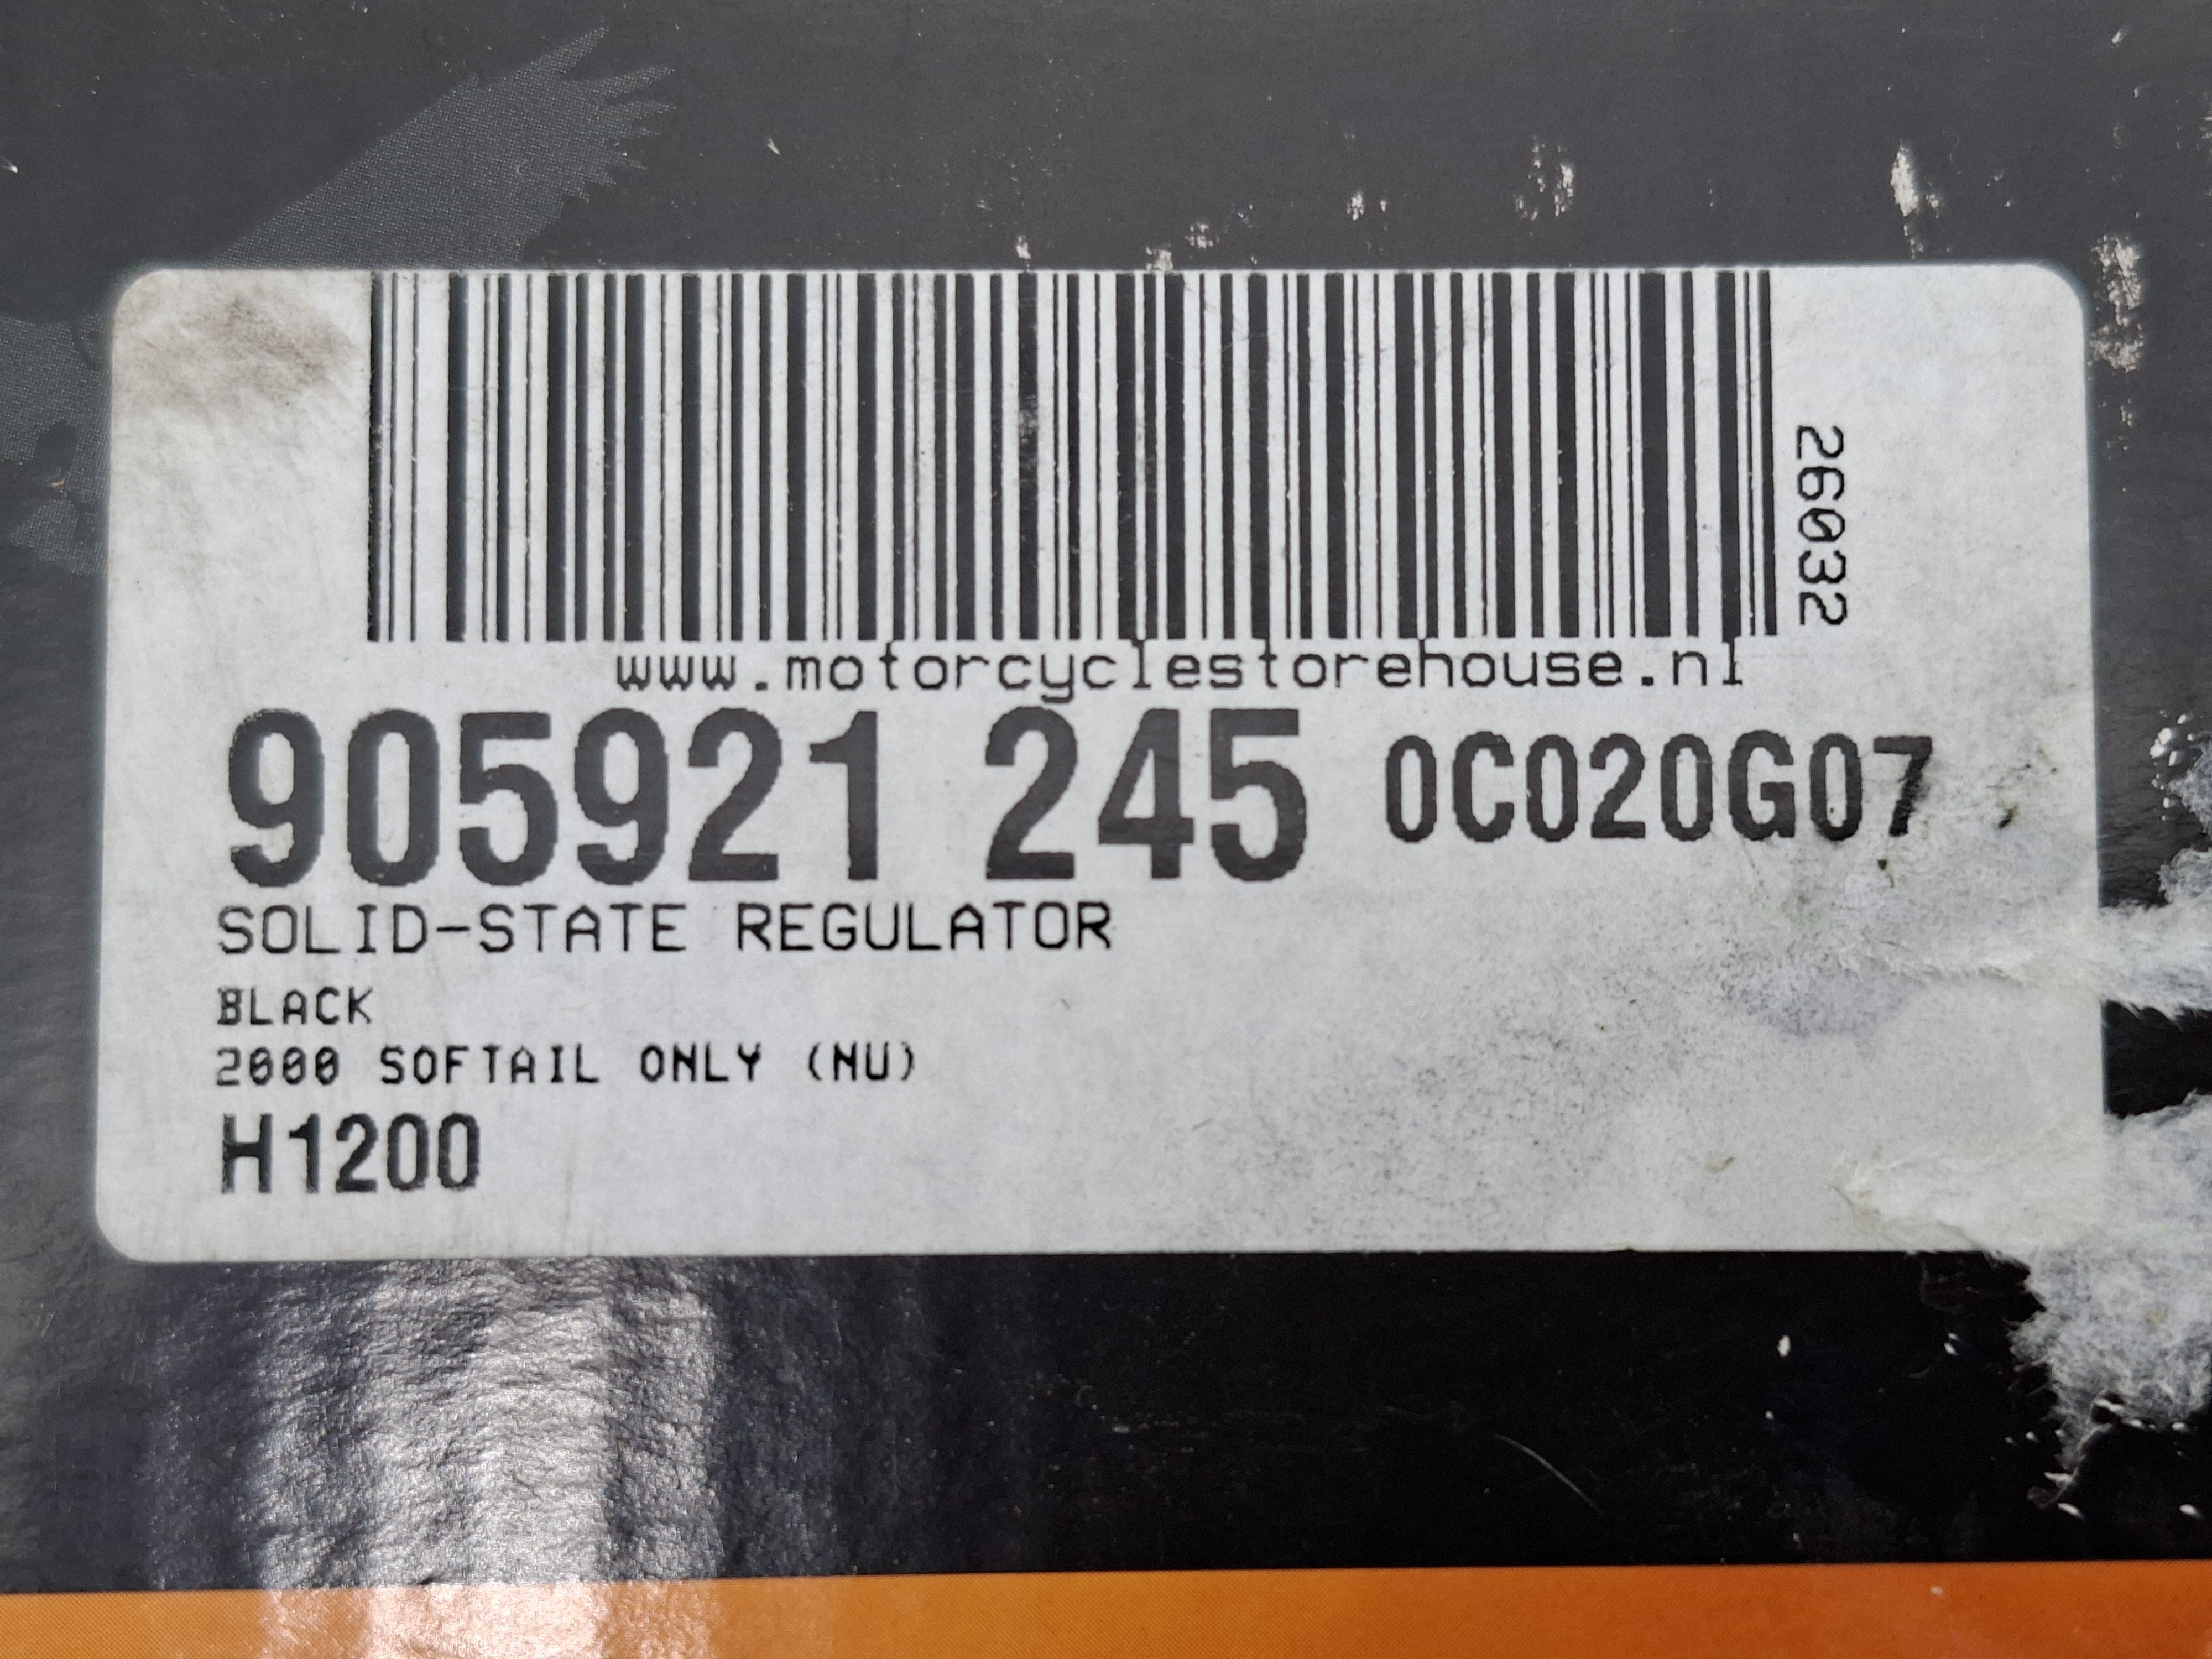 26032
www.motorcyclestorehouse.nl
905921 245 0C020G07
SOLID-STATE REGULATOR
BLACK
2000 SOFTAIL ONLY (NU)
H1200